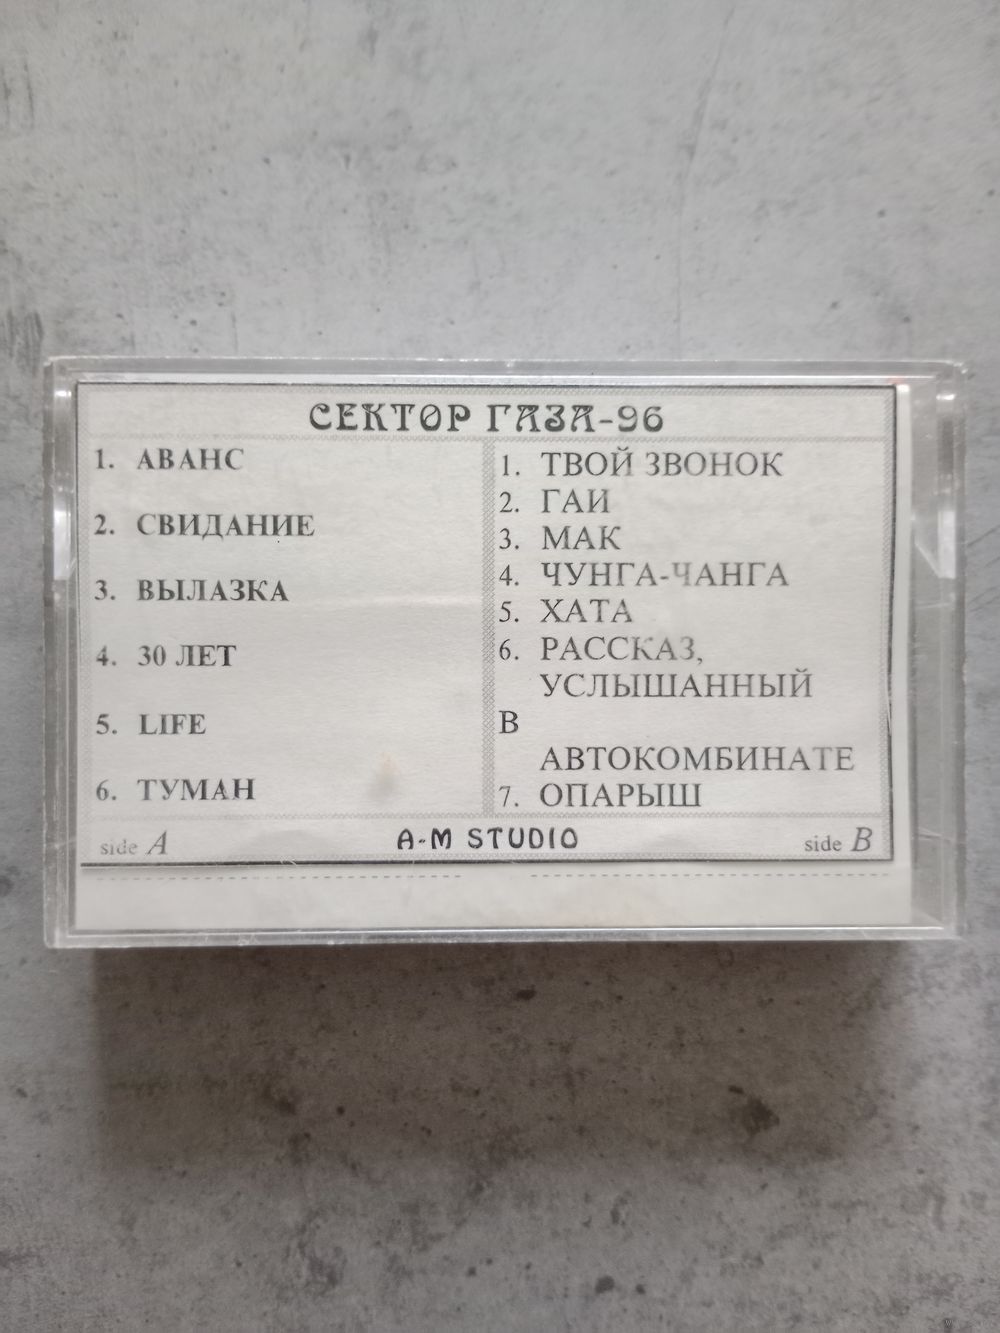 СЕКТОР ГАЗА-96
1. АВАНС
2. СВИДАНИЕ
3. ВЫЛАЗКА
4. 30 ЛЕТ
5. LIFE
6. ТУМАН
side A
1. ТВОЙ ЗВОНОК
2. ГАИ
3. МАК
4. ЧУНГА-ЧАНГА
5. ХАТА
6. РАССКАЗ,
УСЛЫШАННЫЙ
В
АВТОКОМБИНАТЕ
7. ОПАРЫШ
A-M STUDIO
side B